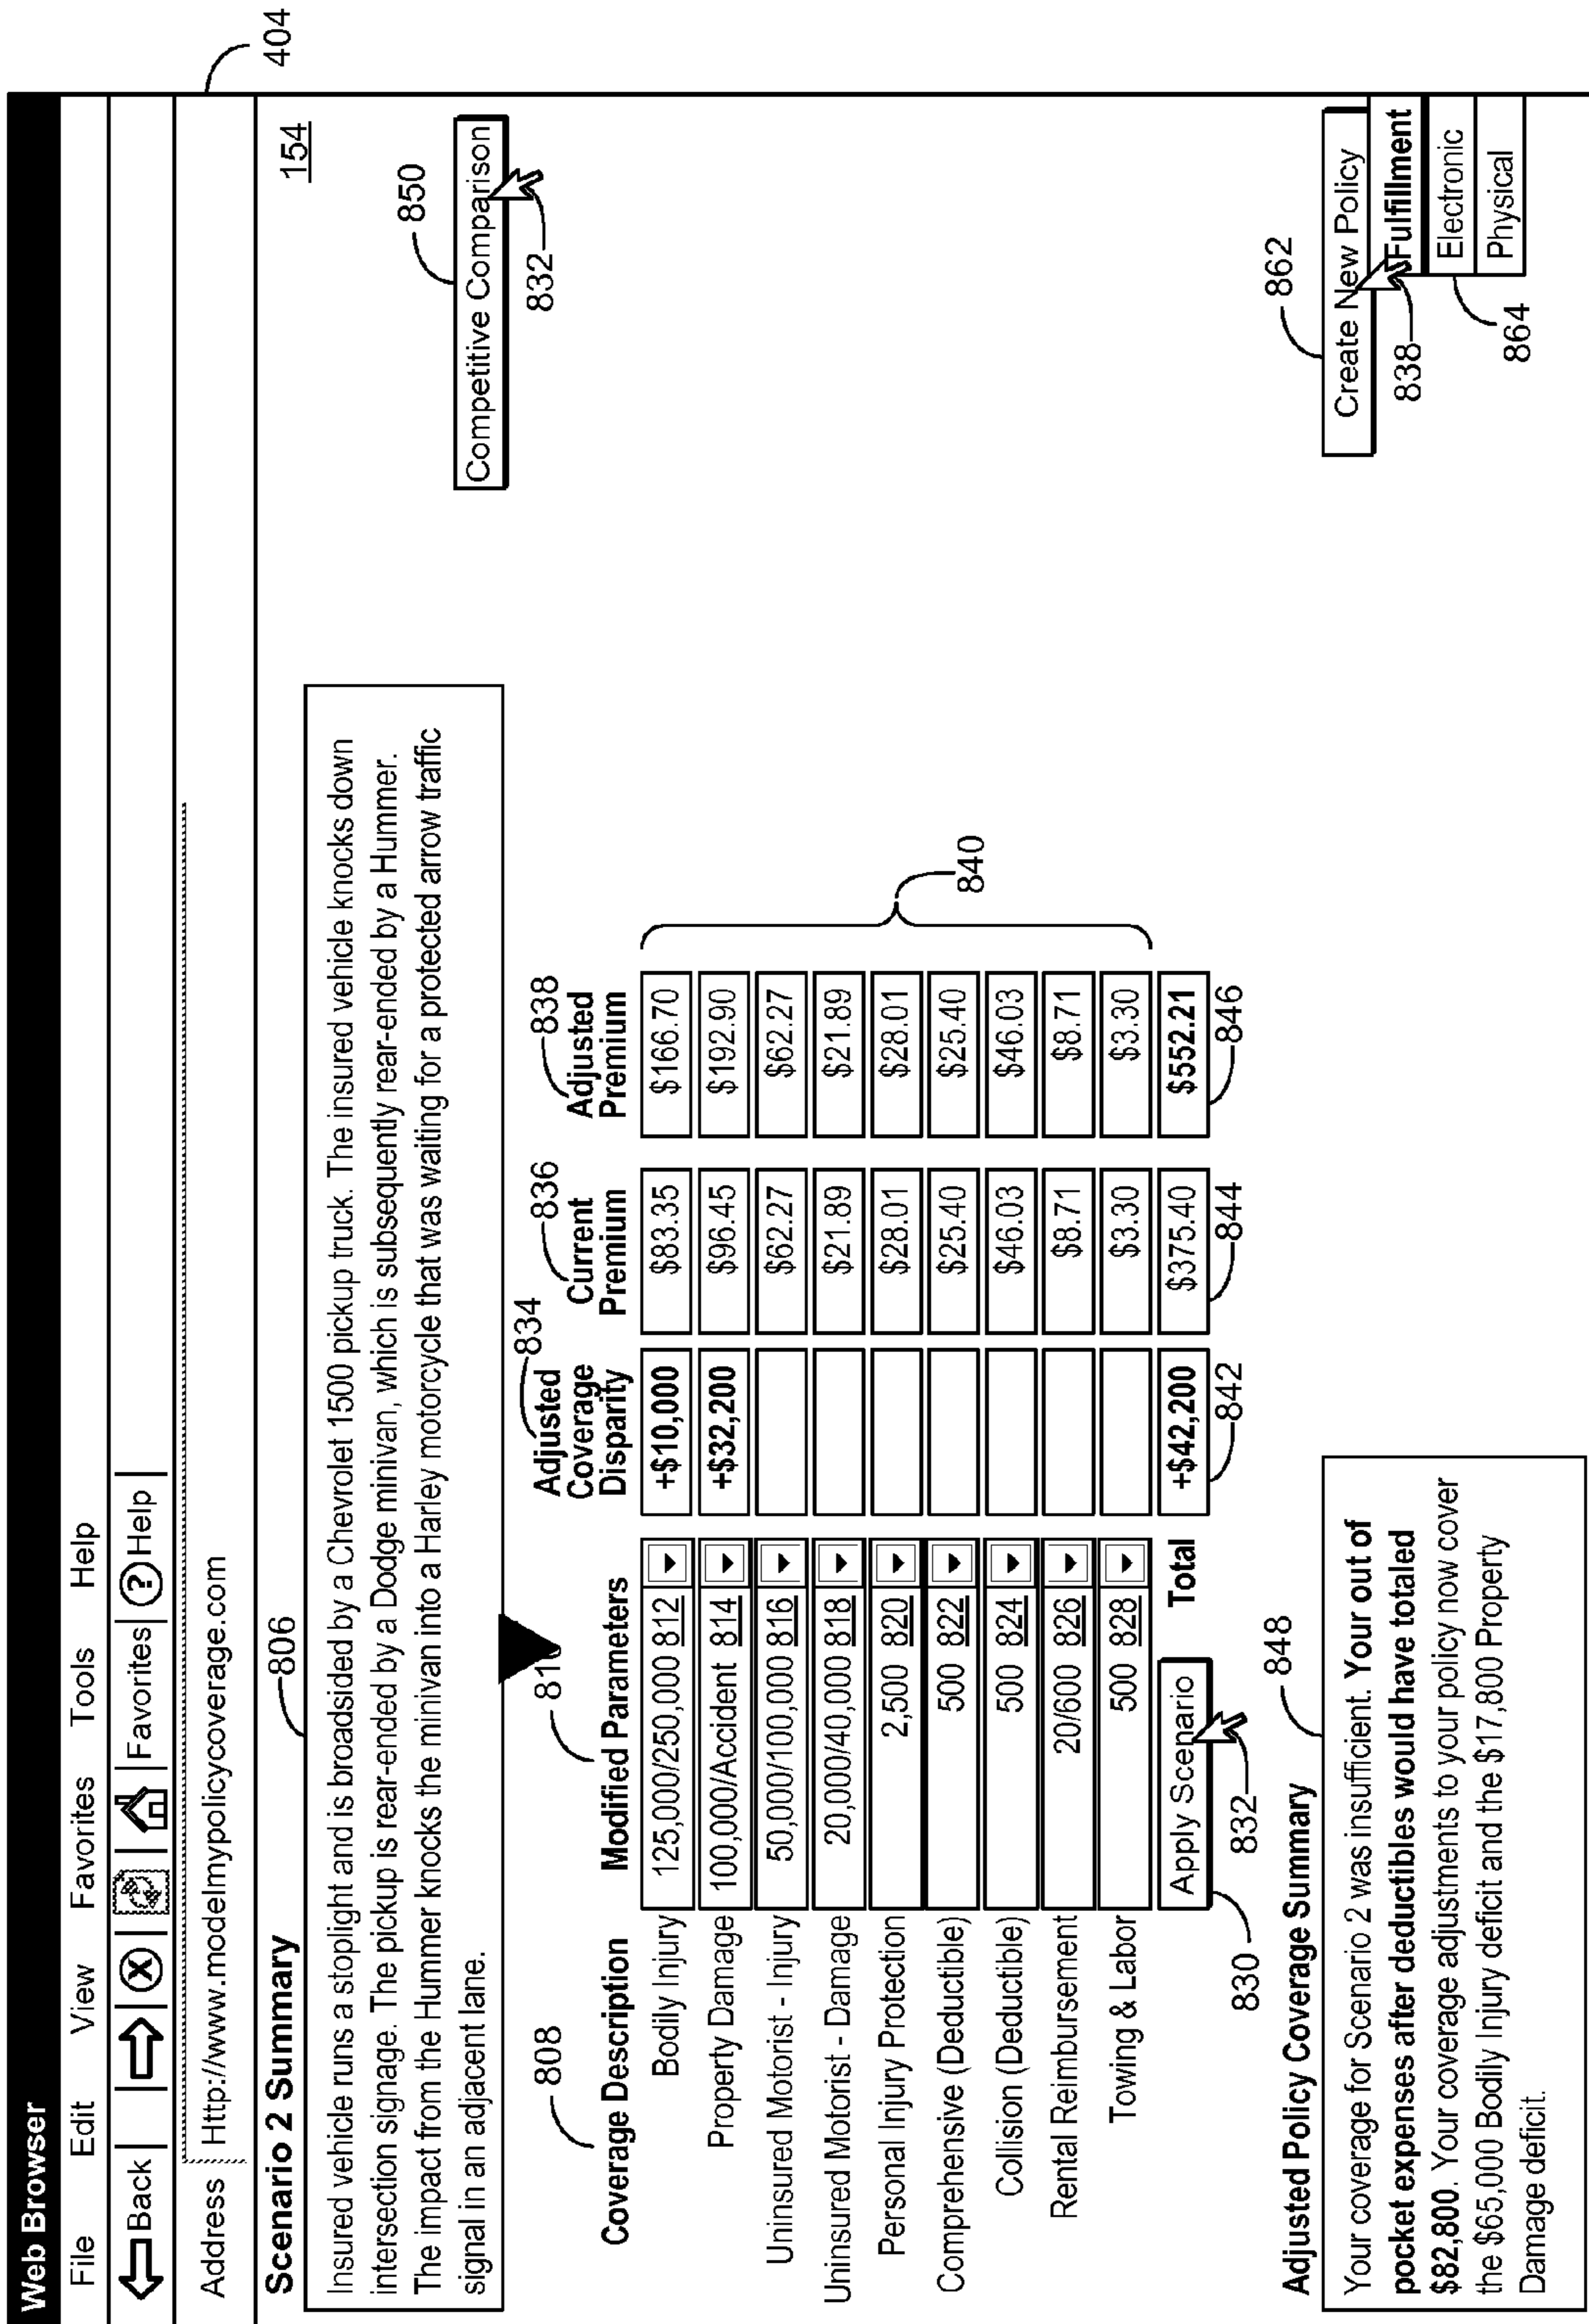 Web Browser
File Edit View Favorites Tools Help
Back Favorites ? Help
Address Http://www.modelmypolicycoverage.com
404
Scenario 2 Summary
806
154
Insured vehicle runs a stoplight and is broadsided by a Chevrolet 1500 pickup truck. The insured vehicle knocks down
intersection signage. The pickup is rear-ended by a Dodge minivan, which is subsequently rear-ended by a Hummer.
The impact from the Hummer knocks the minivan into a Harley motorcycle that was waiting for a protected arrow traffic
signal in an adjacent lane.
850
Competitive Comparison
832
808 810 834 836 838
Coverage Description Modified Parameters Adjusted Coverage Disparity Current Premium Adjusted Premium
Bodily Injury 125,000/250,000 812 +$10,000 $83.35 $166.70
Property Damage 100,000/Accident 814 +$32,200 $96.45 $192.90
Uninsured Motorist - Injury 50,000/100,000 816 $62.27 $62.27
Uninsured Motorist - Damage 20,000/40,000 818 $21.89 $21.89
Personal Injury Protection 2,500 820 $28.01 $28.01
840
Comprehensive (Deductible) 500 822 $25.40 $25.40
Collision (Deductible) 500 824 $46.03 $46.03
Rental Reimbursement 20/600 826 $8.71 $8.71
Towing & Labor 500 828 $3.30 $3.30
Apply Scenario Total +$42,200 $375.40 $552.21
830 832 842 844 846
Adjusted Policy Coverage Summary
848
Your coverage for Scenario 2 was insufficient. Your out of
pocket expenses after deductibles would have totaled
$82,800. Your coverage adjustments to your policy now cover
the $65,000 Bodily Injury deficit and the $17,800 Property
Damage deficit.
862
Create New Policy
838
Fulfillment
Electronic
Physical
864